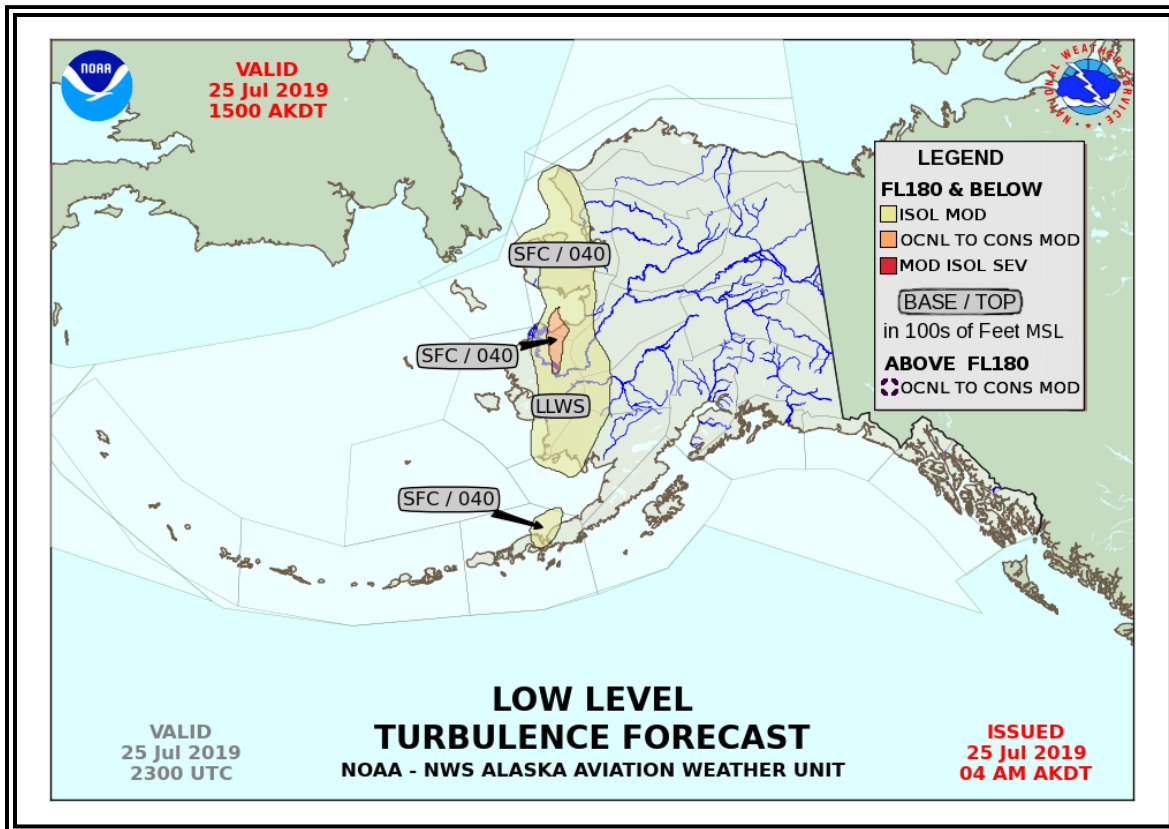 NOAA
VALID
25 Jul 2019
1500 AKDT
NATIONAL WEATHER SERVICE
LEGEND
FL180 & BELOW
ISOL MOD
OCNL TO CONS MOD
MOD ISOL SEV
BASE / TOP
in 100s of Feet MSL
ABOVE FL180
OCNL TO CONS MOD
SFC / 040
SFC / 040
LLWS
SFC / 040
LOW LEVEL
TURBULENCE FORECAST
NOAA - NWS ALASKA AVIATION WEATHER UNIT
VALID
25 Jul 2019
2300 UTC
ISSUED
25 Jul 2019
04 AM AKDT